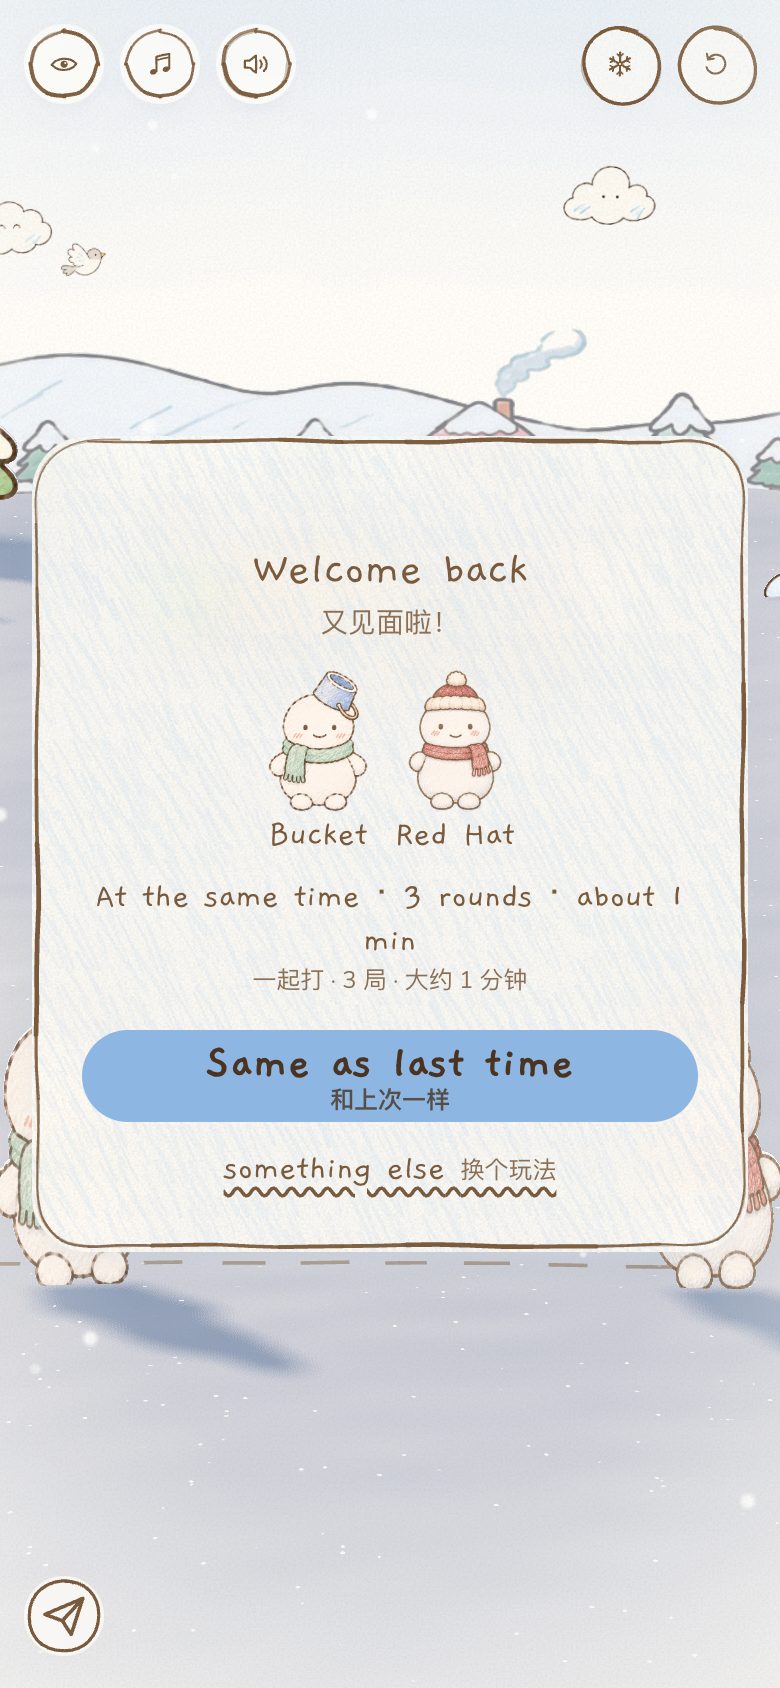 Welcome back
又见面啦！
Bucket Red Hat
At the same time · 3 rounds · about 1
min
一起打 · 3 局 · 大约 1 分钟
Same as last time
和上次一样
something else 换个玩法